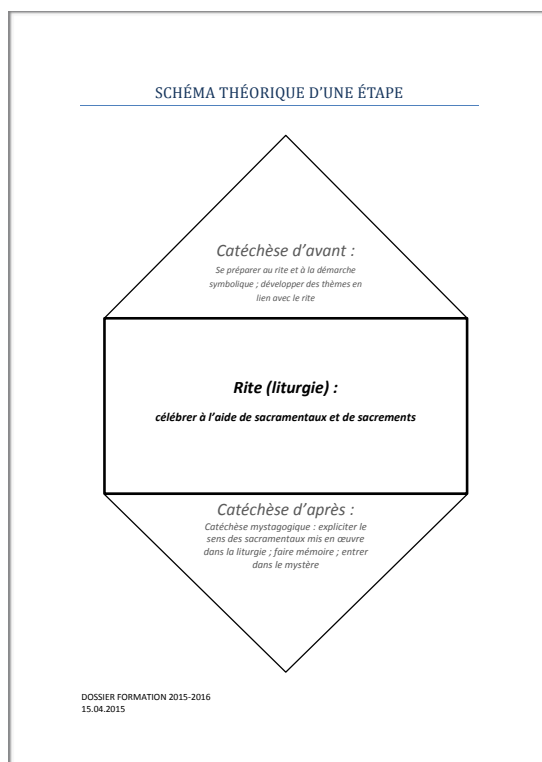 SCHÉMA THÉORIQUE D'UNE ÉTAPE
Catéchèse d'avant :
Se préparer au rite et à la démarche
symbolique ; développer des thèmes en
lien avec le rite
Rite (liturgie) :
célébrer à l'aide de sacramentaux et de sacrements
Catéchèse d'après :
Catéchèse mystagogique : expliciter le
sens des sacramentaux mis en œuvre
dans la liturgie ; faire mémoire ; entrer
dans le mystère
DOSSIER FORMATION 2015-2016
15.04.2015